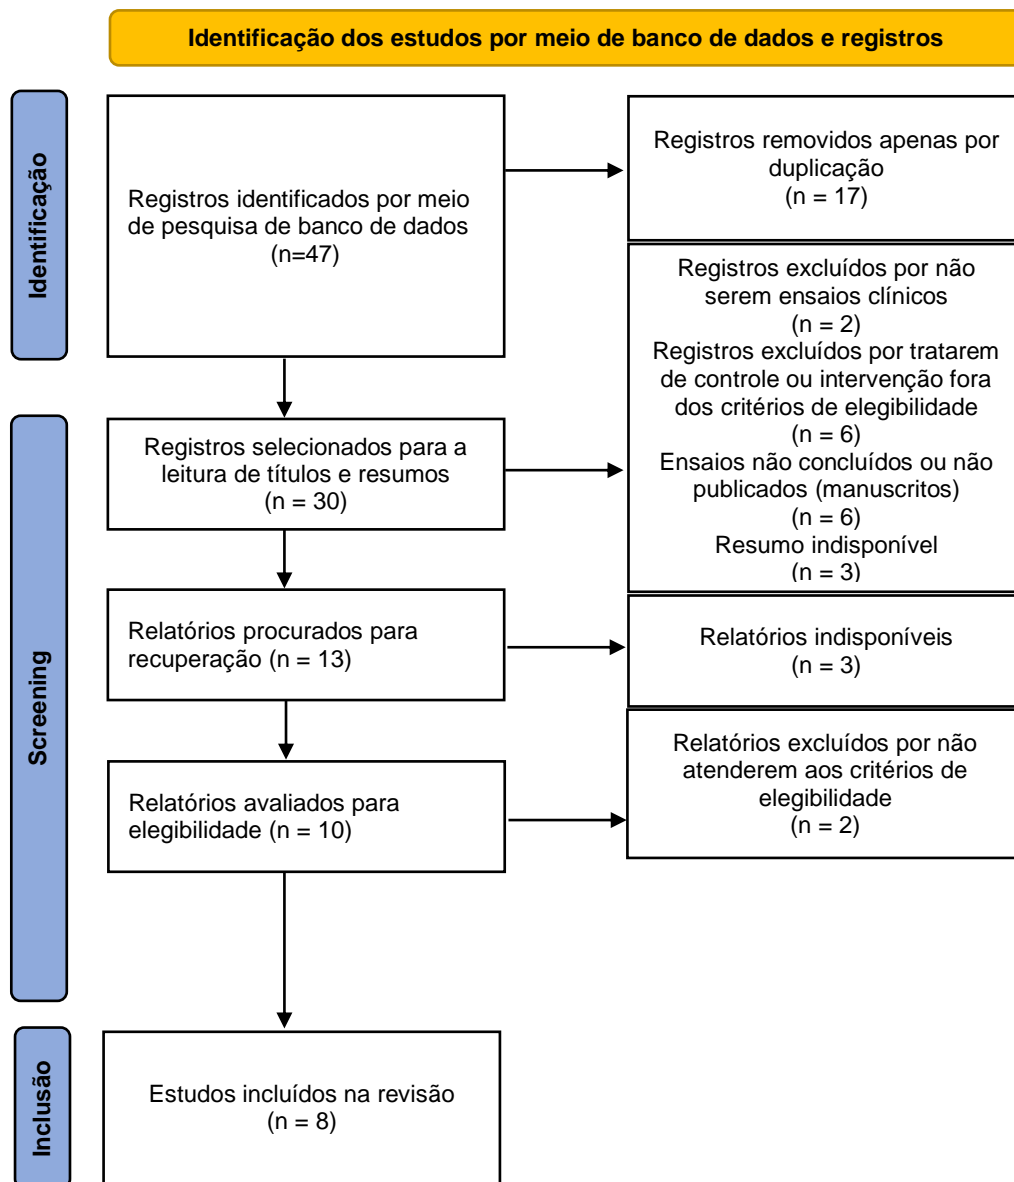 Identificação dos estudos por meio de banco de dados e registros
Identificação
Registros identificados por meio
de pesquisa de banco de dados
(n=47)
Registros removidos apenas por
duplicação
(n = 17)
Screening
Registros selecionados para a
leitura de títulos e resumos
(n = 30)
Registros excluídos por não
serem ensaios clínicos
(n = 2)
Registros excluídos por tratarem
de controle ou intervenção fora
dos critérios de elegibilidade
(n = 6)
Ensaios não concluídos ou não
publicados (manuscritos)
(n = 6)
Resumo indisponível
(n = 3)
Relatórios procurados para
recuperação (n = 13)
Relatórios indisponíveis
(n = 3)
Relatórios avaliados para
elegibilidade (n = 10)
Relatórios excluídos por não
atenderem aos critérios de
elegibilidade
(n = 2)
Inclusão
Estudos incluídos na revisão
(n = 8)